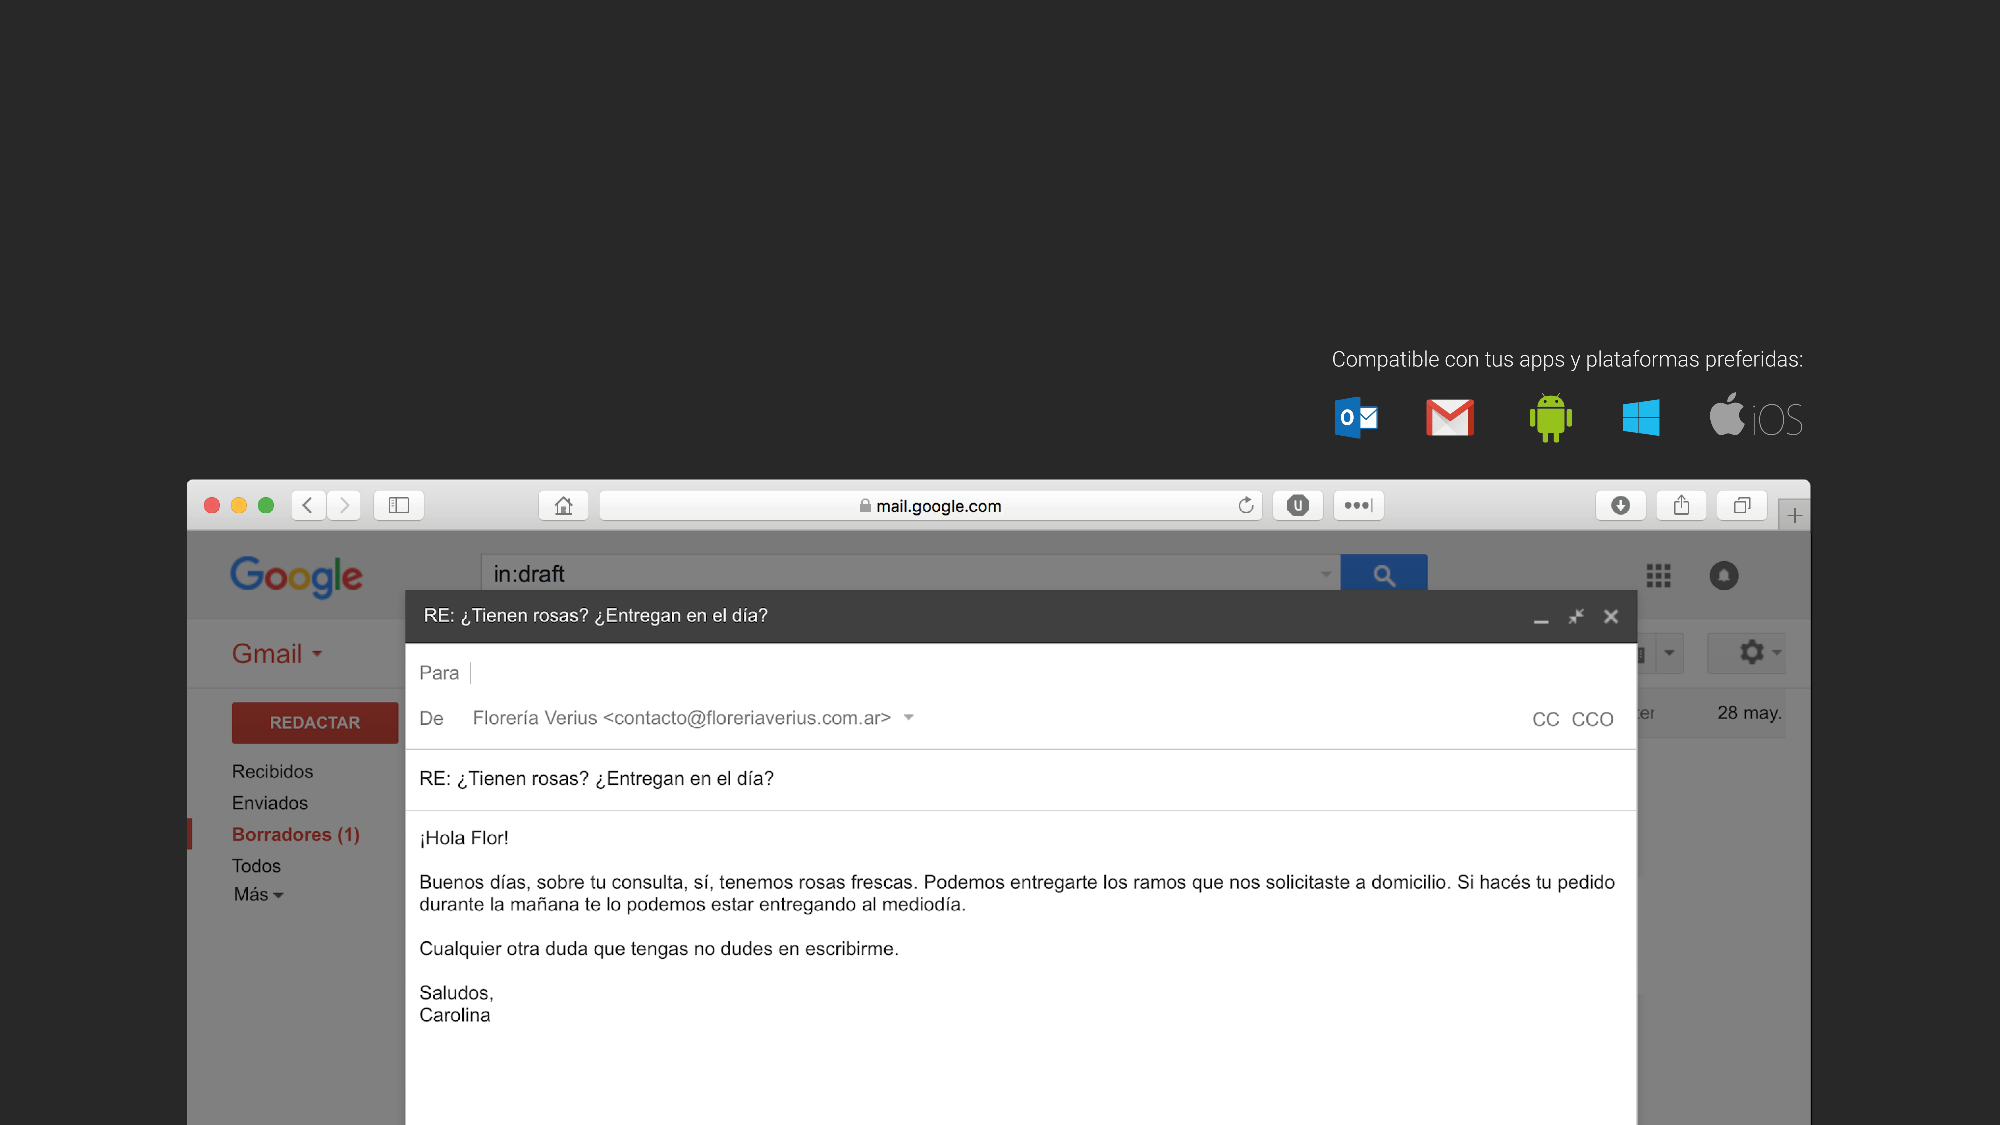 Compatible con tus apps y plataformas preferidas:
iOS
mail.google.com
Google
in:draft
RE: ¿Tienen rosas? ¿Entregan en el día?
Gmail
Para
De Florería Verius <contacto@floreriaverius.com.ar>
CC CCO
28 may.
REDACTAR
RE: ¿Tienen rosas? ¿Entregan en el día?
Recibidos
Enviados
Borradores (1)
Todos
Más
¡Hola Flor!
Buenos días, sobre tu consulta, sí, tenemos rosas frescas. Podemos entregarte los ramos que nos solicitaste a domicilio. Si hacés tu pedido
durante la mañana te lo podemos estar entregando al mediodía.
Cualquier otra duda que tengas no dudes en escribirme.
Saludos,
Carolina